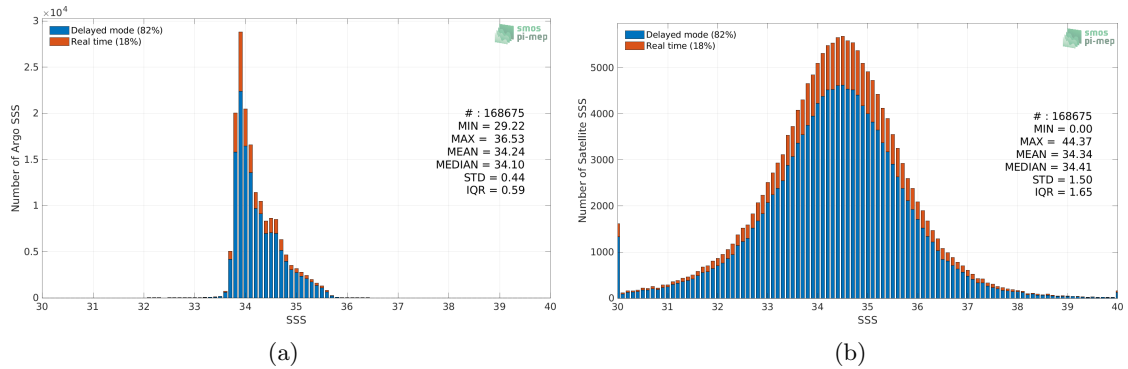 ×10⁴
Delayed mode (82%)
Real time (18%)
smos
pi-mep
# : 168675
MIN = 29.22
MAX = 36.53
MEAN = 34.24
MEDIAN = 34.10
STD = 0.44
IQR = 0.59
Number of Argo SSS
3
2.5
2
1.5
1
0.5
0
30 31 32 33 34 35 36 37 38 39 40
SSS
(a)
Delayed mode (82%)
Real time (18%)
smos
pi-mep
# : 168675
MIN = 0.00
MAX = 44.37
MEAN = 34.34
MEDIAN = 34.41
STD = 1.50
IQR = 1.65
Number of Satellite SSS
5000
4000
3000
2000
1000
0
30 31 32 33 34 35 36 37 38 39 40
SSS
(b)